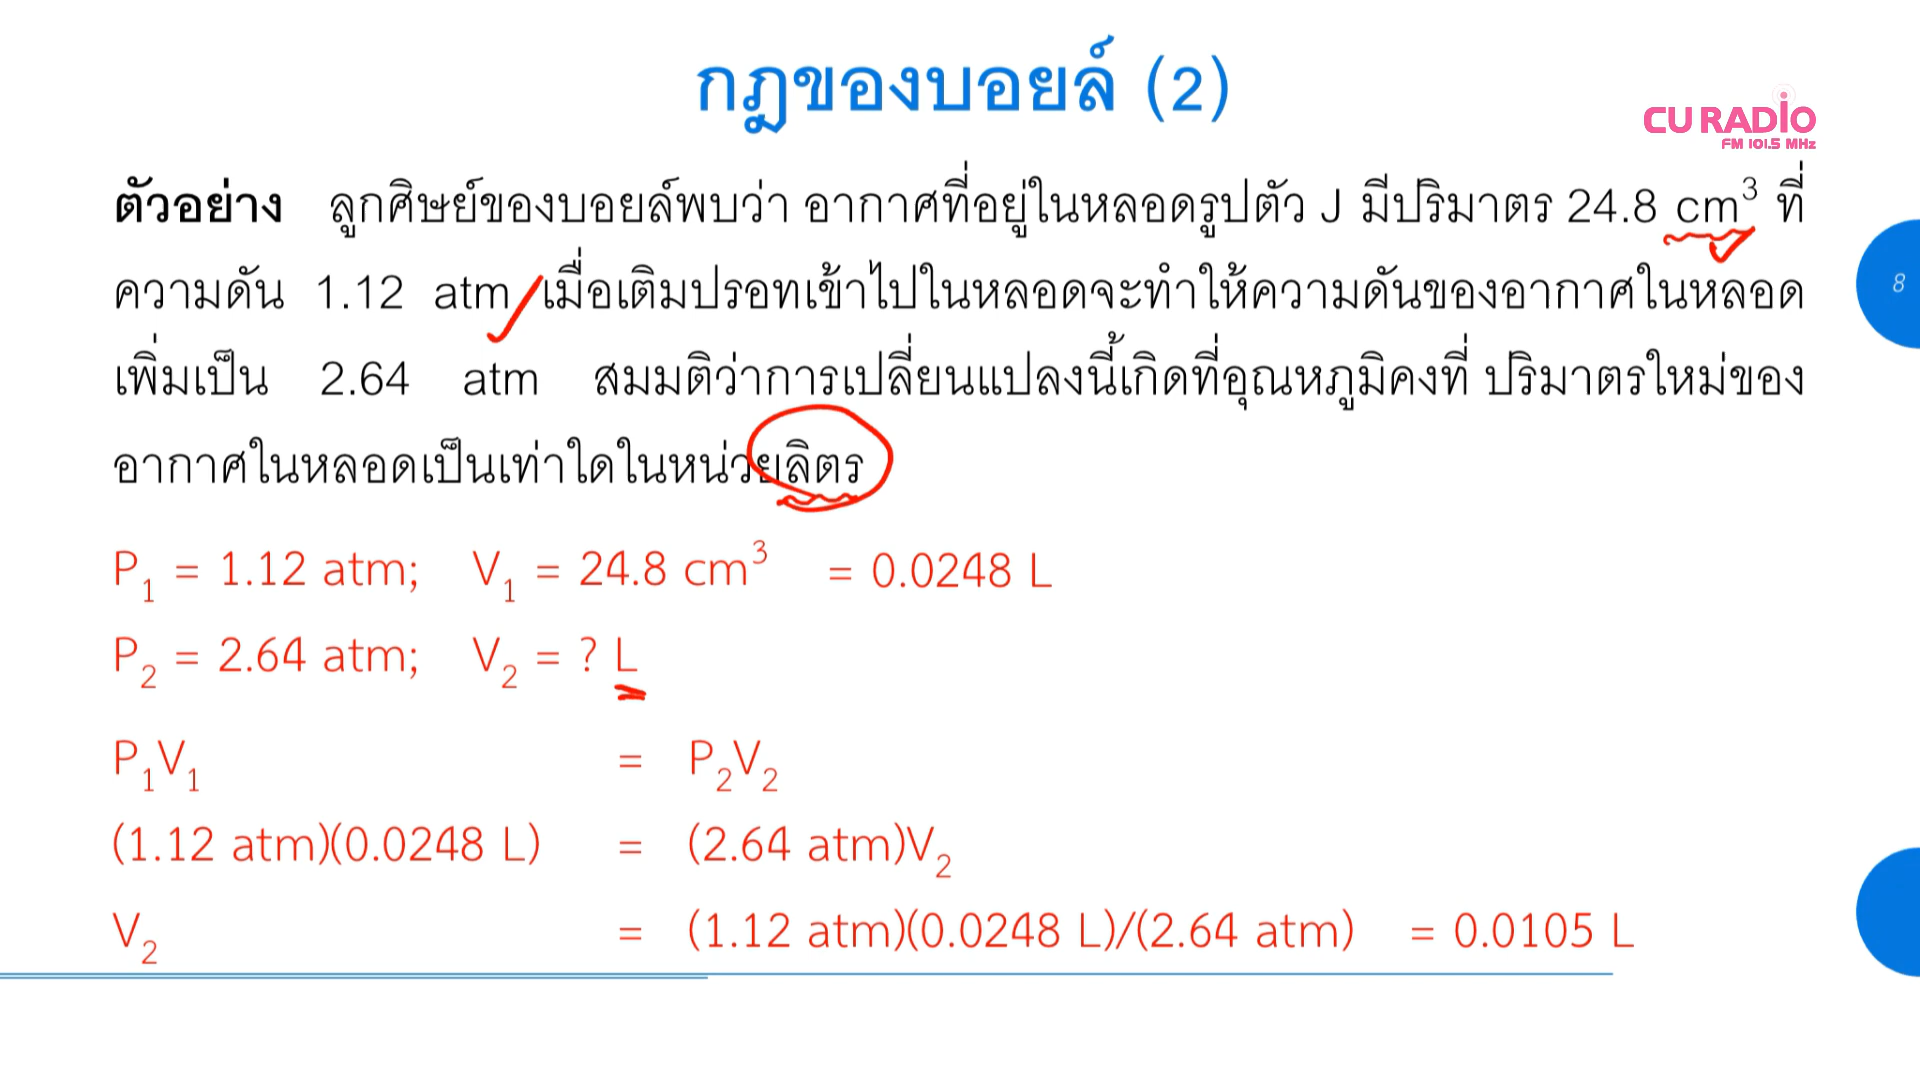 กฎของบอยล์ (2)
CU RADIO
FM 101.5 MHz
ตัวอย่าง ลูกศิษย์ของบอยล์พบว่า อากาศที่อยู่ในหลอดรูปตัว J มีปริมาตร 24.8 cm³ ที่
ความดัน 1.12 atm เมื่อเติมปรอทเข้าไปในหลอดจะทำให้ความดันของอากาศในหลอด
8
เพิ่มเป็น 2.64 atm สมมติว่าการเปลี่ยนแปลงนี้เกิดที่อุณหภูมิคงที่ ปริมาตรใหม่ของ
อากาศในหลอดเป็นเท่าใดในหน่วยลิตร
P₁ = 1.12 atm; V₁ = 24.8 cm³ = 0.0248 L
P₂ = 2.64 atm; V₂ = ? L
P₁V₁ = P₂V₂
(1.12 atm)(0.0248 L) = (2.64 atm)V₂
V₂ = (1.12 atm)(0.0248 L)/(2.64 atm) = 0.0105 L